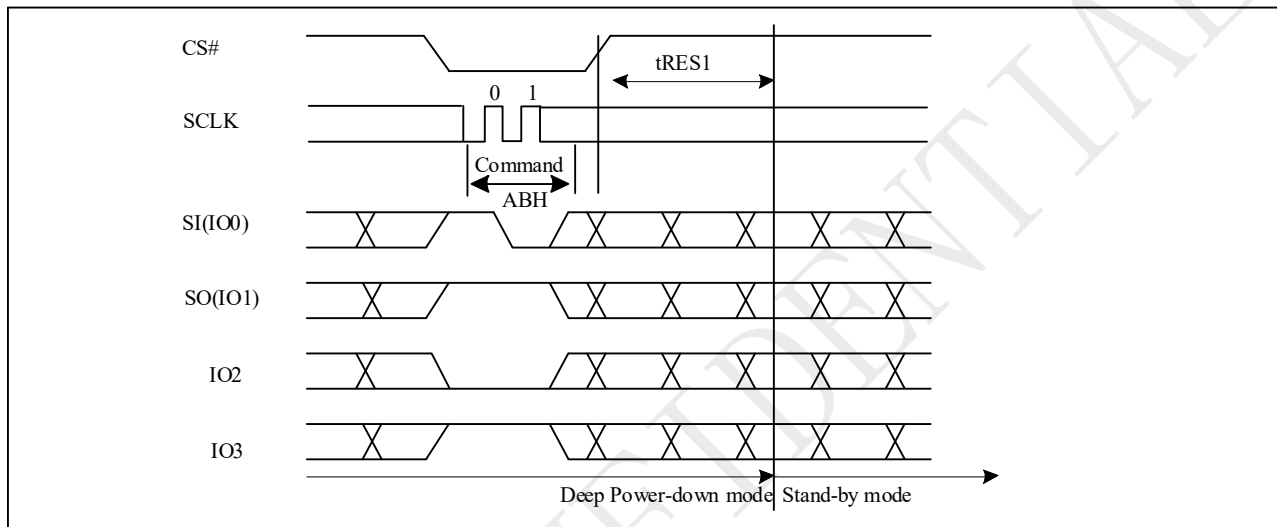 CS#
tRES1
0 1
SCLK
Command
ABH
SI(IO0)
SO(IO1)
IO2
IO3
Deep Power-down mode Stand-by mode